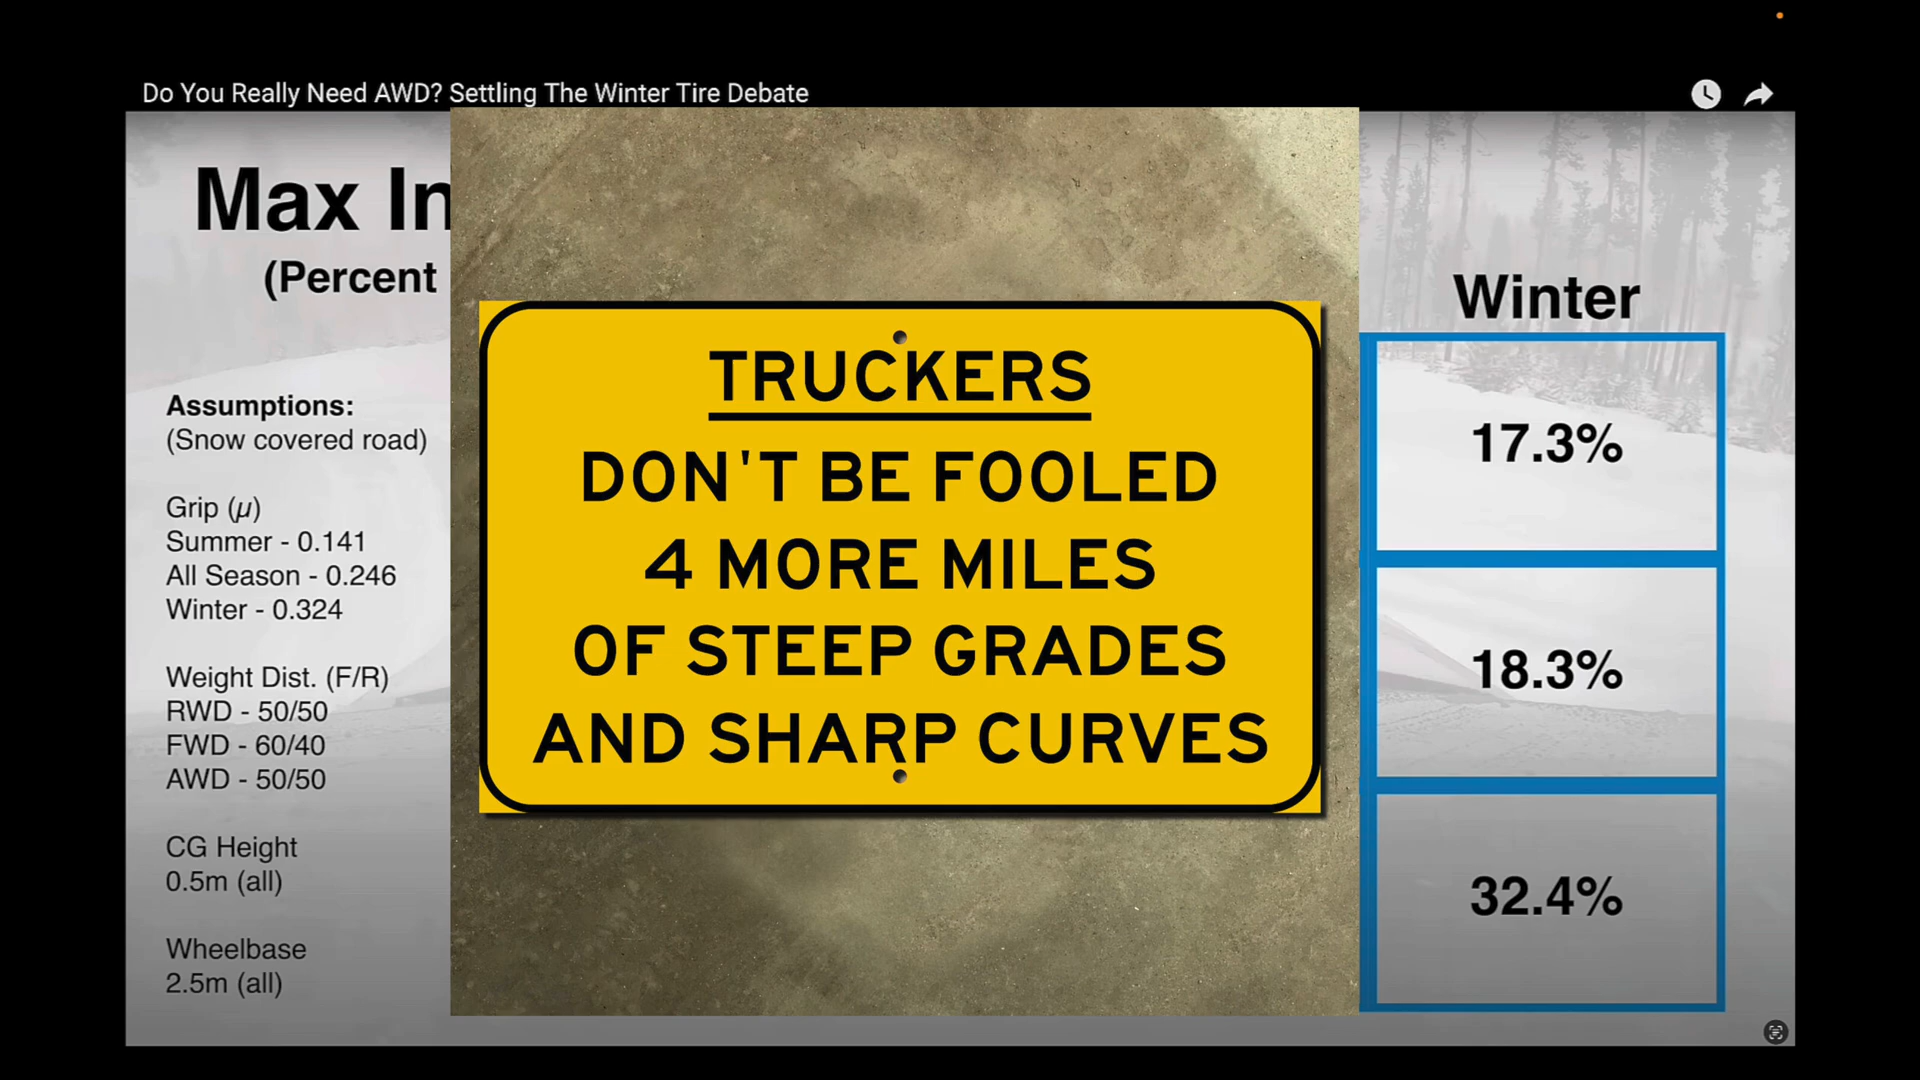 Do You Really Need AWD? Settling The Winter Tire Debate
Max In
(Percent
Assumptions:
(Snow covered road)
Grip (µ)
Summer - 0.141
All Season - 0.246
Winter - 0.324
Weight Dist. (F/R)
RWD - 50/50
FWD - 60/40
AWD - 50/50
CG Height
0.5m (all)
Wheelbase
2.5m (all)
TRUCKERS
DON'T BE FOOLED
4 MORE MILES
OF STEEP GRADES
AND SHARP CURVES
Winter
17.3%
18.3%
32.4%